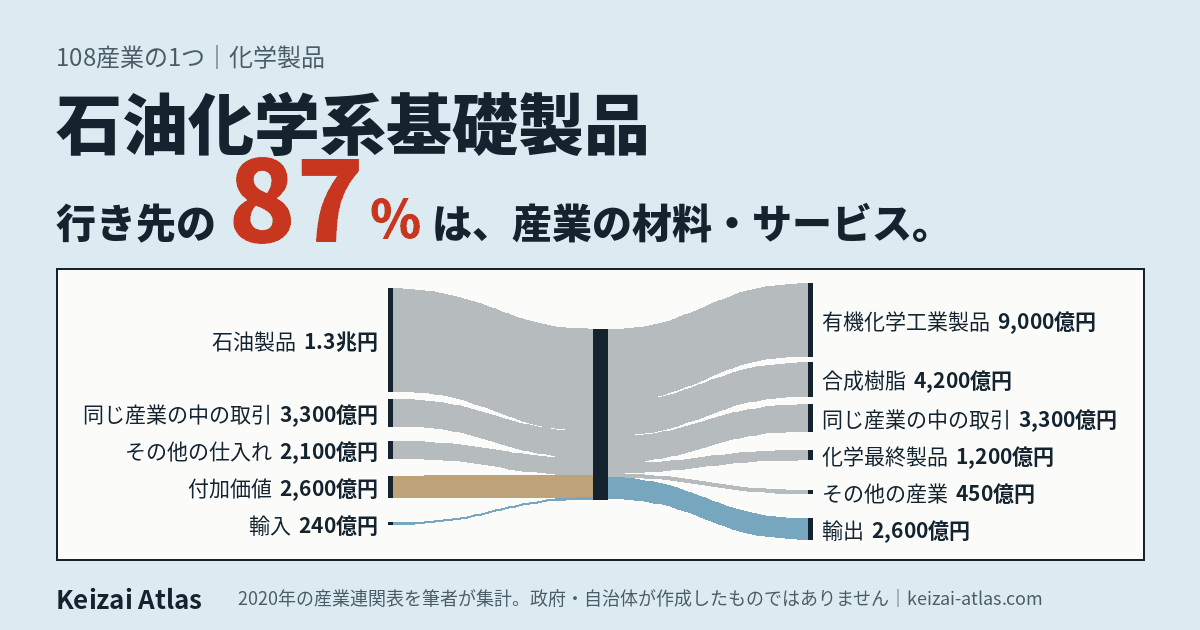 108産業の1つ｜化学製品
石油化学系基礎製品
行き先の 87% は、産業の材料・サービス。
石油製品 1.3兆円
同じ産業の中の取引 3,300億円
その他の仕入れ 2,100億円
付加価値 2,600億円
輸入 240億円
有機化学工業製品 9,000億円
合成樹脂 4,200億円
同じ産業の中の取引 3,300億円
化学最終製品 1,200億円
その他の産業 450億円
輸出 2,600億円
Keizai Atlas
2020年の産業連関表を筆者が集計。政府・自治体が作成したものではありません｜keizai-atlas.com